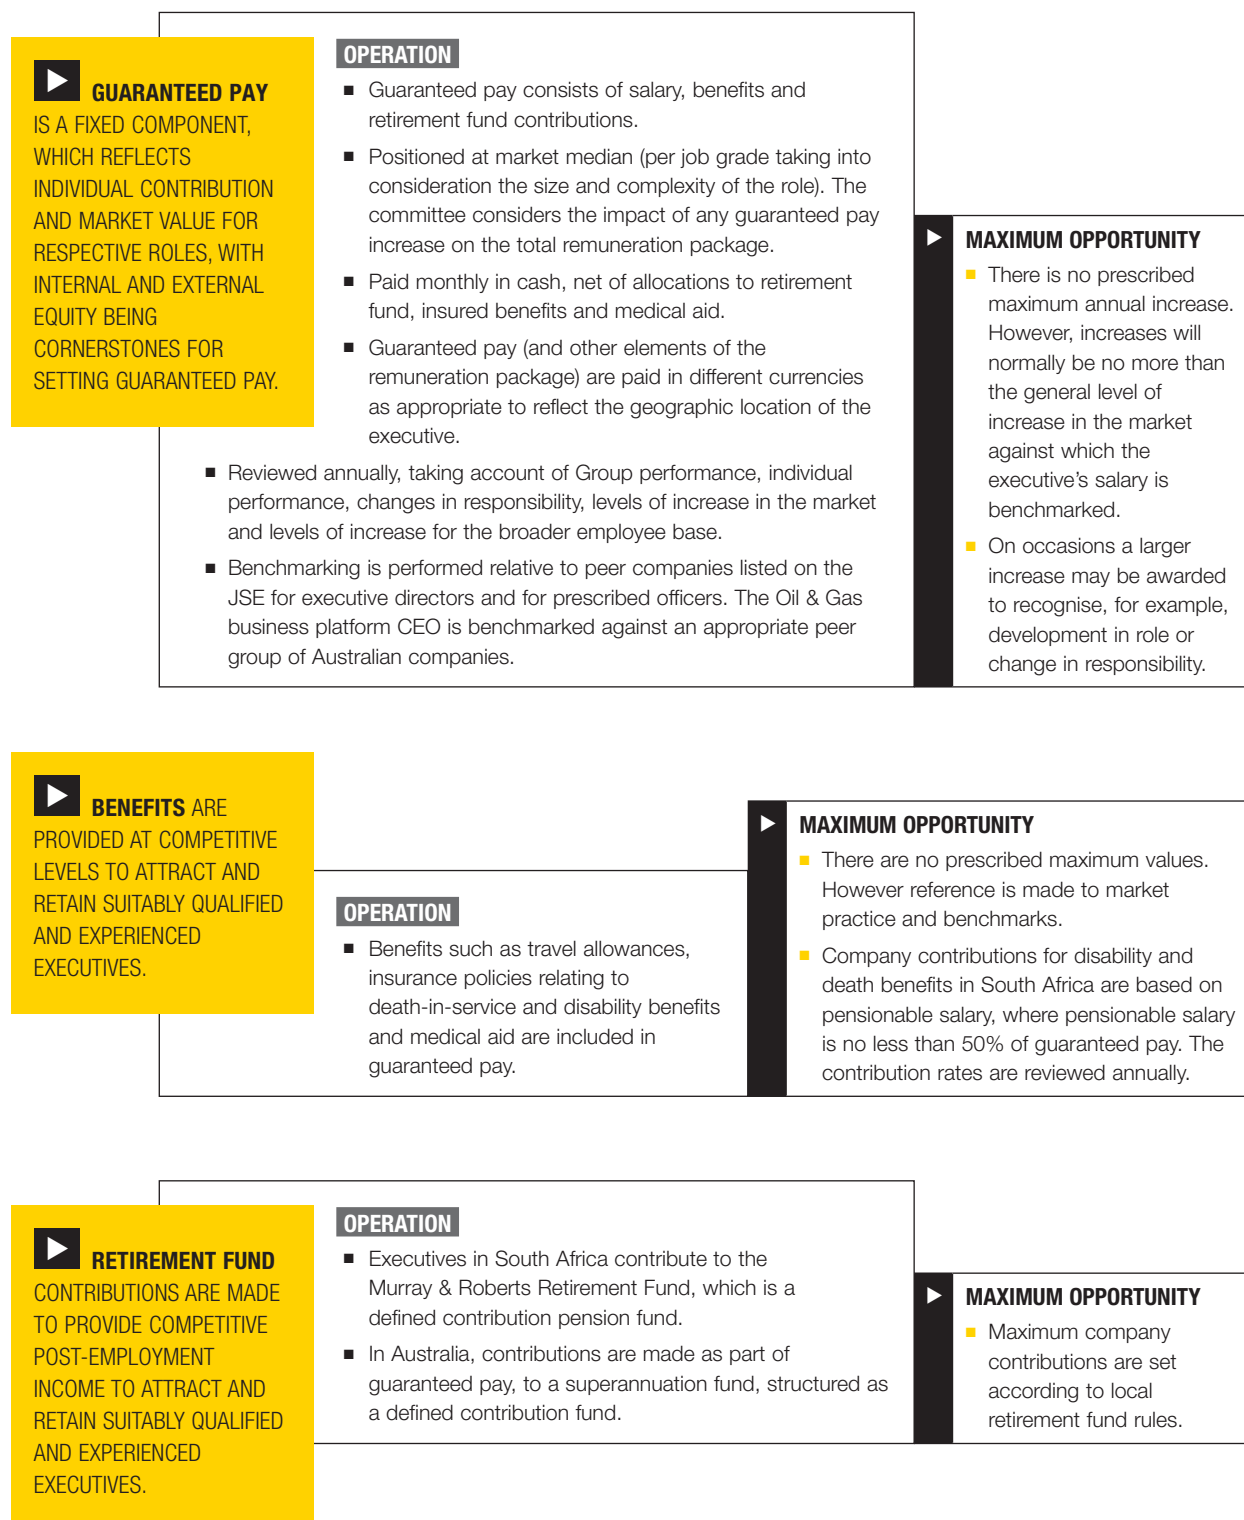 GUARANTEED PAY
IS A FIXED COMPONENT,
WHICH REFLECTS
INDIVIDUAL CONTRIBUTION
AND MARKET VALUE FOR
RESPECTIVE ROLES, WITH
INTERNAL AND EXTERNAL
EQUITY BEING
CORNERSTONES FOR
SETTING GUARANTEED PAY.
OPERATION
■ Guaranteed pay consists of salary, benefits and
retirement fund contributions.
■ Positioned at market median (per job grade taking into
consideration the size and complexity of the role). The
committee considers the impact of any guaranteed pay
increase on the total remuneration package.
■ Paid monthly in cash, net of allocations to retirement
fund, insured benefits and medical aid.
■ Guaranteed pay (and other elements of the
remuneration package) are paid in different currencies
as appropriate to reflect the geographic location of the
executive.
■ Reviewed annually, taking account of Group performance, individual
performance, changes in responsibility, levels of increase in the market
and levels of increase for the broader employee base.
■ Benchmarking is performed relative to peer companies listed on the
JSE for executive directors and for prescribed officers. The Oil & Gas
business platform CEO is benchmarked against an appropriate peer
group of Australian companies.
MAXIMUM OPPORTUNITY
■ There is no prescribed
maximum annual increase.
However, increases will
normally be no more than
the general level of
increase in the market
against which the
executive's salary is
benchmarked.
■ On occasions a larger
increase may be awarded
to recognise, for example,
development in role or
change in responsibility.
BENEFITS ARE
PROVIDED AT COMPETITIVE
LEVELS TO ATTRACT AND
RETAIN SUITABLY QUALIFIED
AND EXPERIENCED
EXECUTIVES.
OPERATION
■ Benefits such as travel allowances,
insurance policies relating to
death-in-service and disability benefits
and medical aid are included in
guaranteed pay.
MAXIMUM OPPORTUNITY
■ There are no prescribed maximum values.
However reference is made to market
practice and benchmarks.
■ Company contributions for disability and
death benefits in South Africa are based on
pensionable salary, where pensionable salary
is no less than 50% of guaranteed pay. The
contribution rates are reviewed annually.
RETIREMENT FUND
CONTRIBUTIONS ARE MADE
TO PROVIDE COMPETITIVE
POST-EMPLOYMENT
INCOME TO ATTRACT AND
RETAIN SUITABLY QUALIFIED
AND EXPERIENCED
EXECUTIVES.
OPERATION
■ Executives in South Africa contribute to the
Murray & Roberts Retirement Fund, which is a
defined contribution pension fund.
■ In Australia, contributions are made as part of
guaranteed pay, to a superannuation fund, structured as
a defined contribution fund.
MAXIMUM OPPORTUNITY
■ Maximum company
contributions are set
according to local
retirement fund rules.